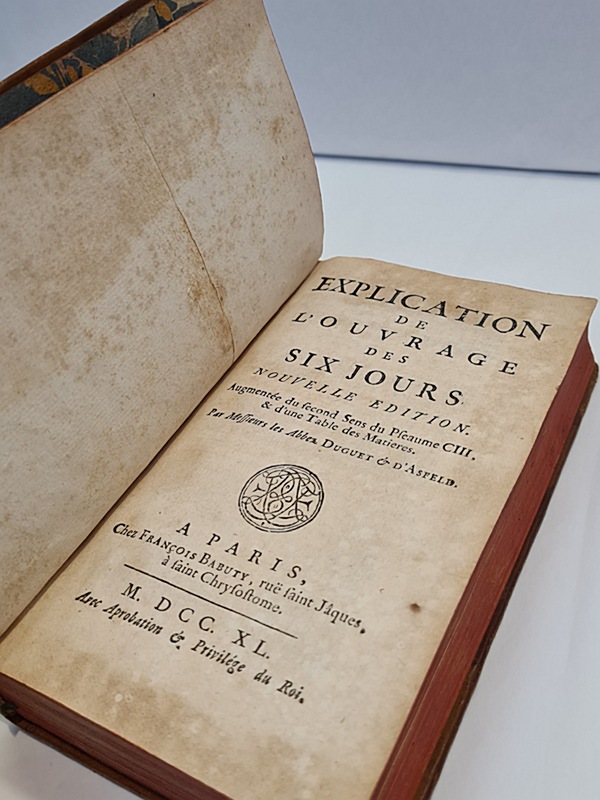 EXPLICATION
DE
L'OUVRAGE
DES
SIX JOURS
NOUVELLE EDITION.
Augmentée du ſecond Sens du Pſeaume CIII,
& d'une Table des Matieres.
Par Meſſieurs les Abbez DUGUET & D'ASFELD.
A PARIS,
Chez FRANÇOIS BABUTY, ruë ſaint Jâques,
à ſaint Chryſoſtome.
M. DCC. XL.
Avec Aprobation & Privilége du Roi.